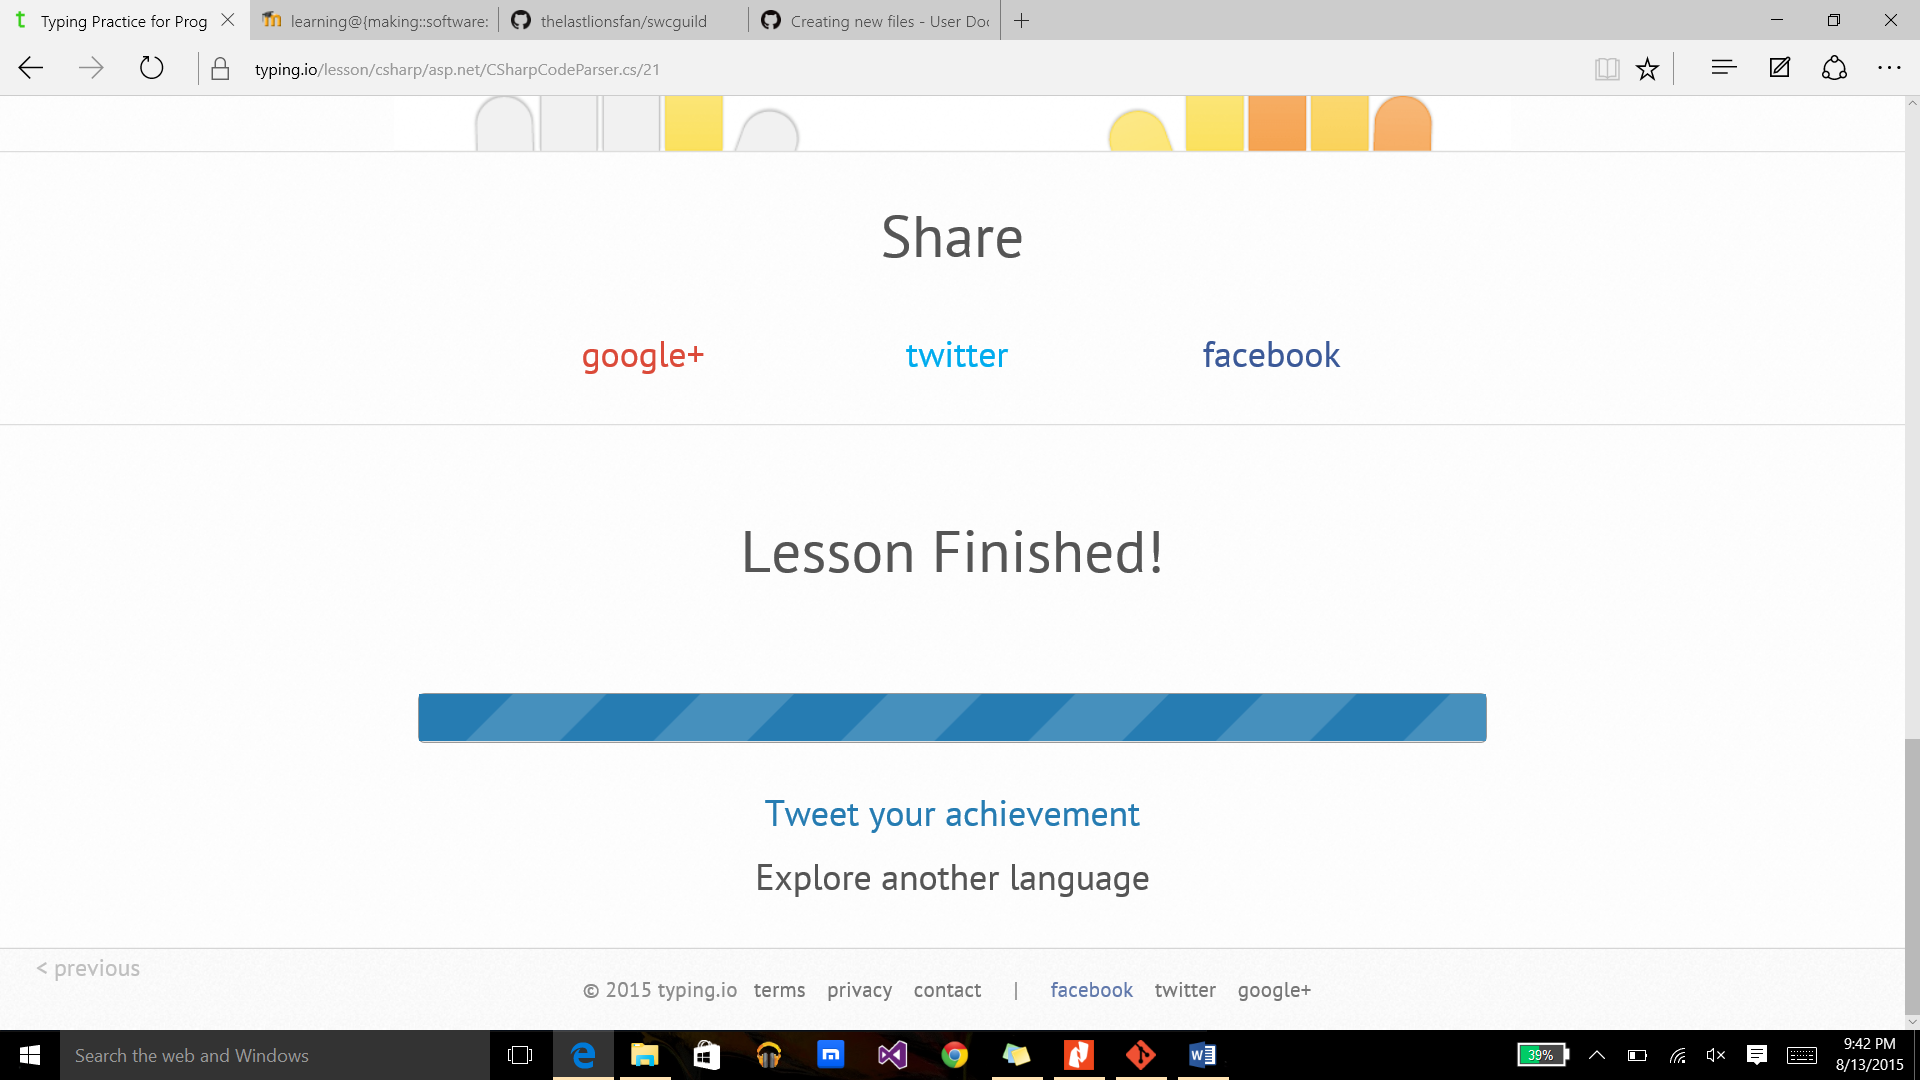 Typing Practice for Prog
learning@{making::software:
thelastlionsfan/swcguild
Creating new files - User Doc
typing.io/lesson/csharp/asp.net/CSharpCodeParser.cs/21
Share
google+ twitter facebook
Lesson Finished!
Tweet your achievement
Explore another language
< previous
© 2015 typing.io terms privacy contact | facebook twitter google+
Search the web and Windows
39%
9:42 PM
8/13/2015